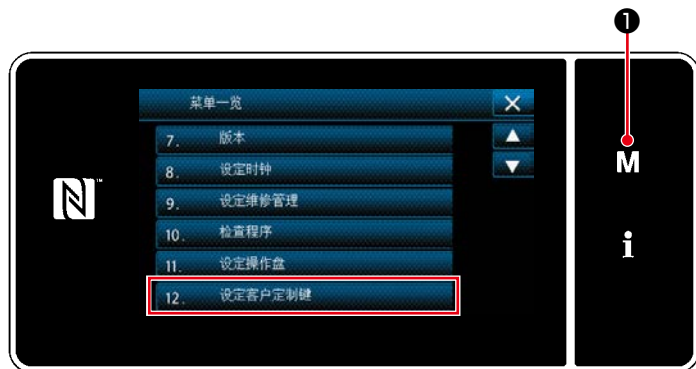 ❶
菜单一览
7. 版本
8. 设定时钟
9. 设定维修管理
10. 检查程序
11. 设定操作盘
12. 设定客户定制键
M
i
N
™